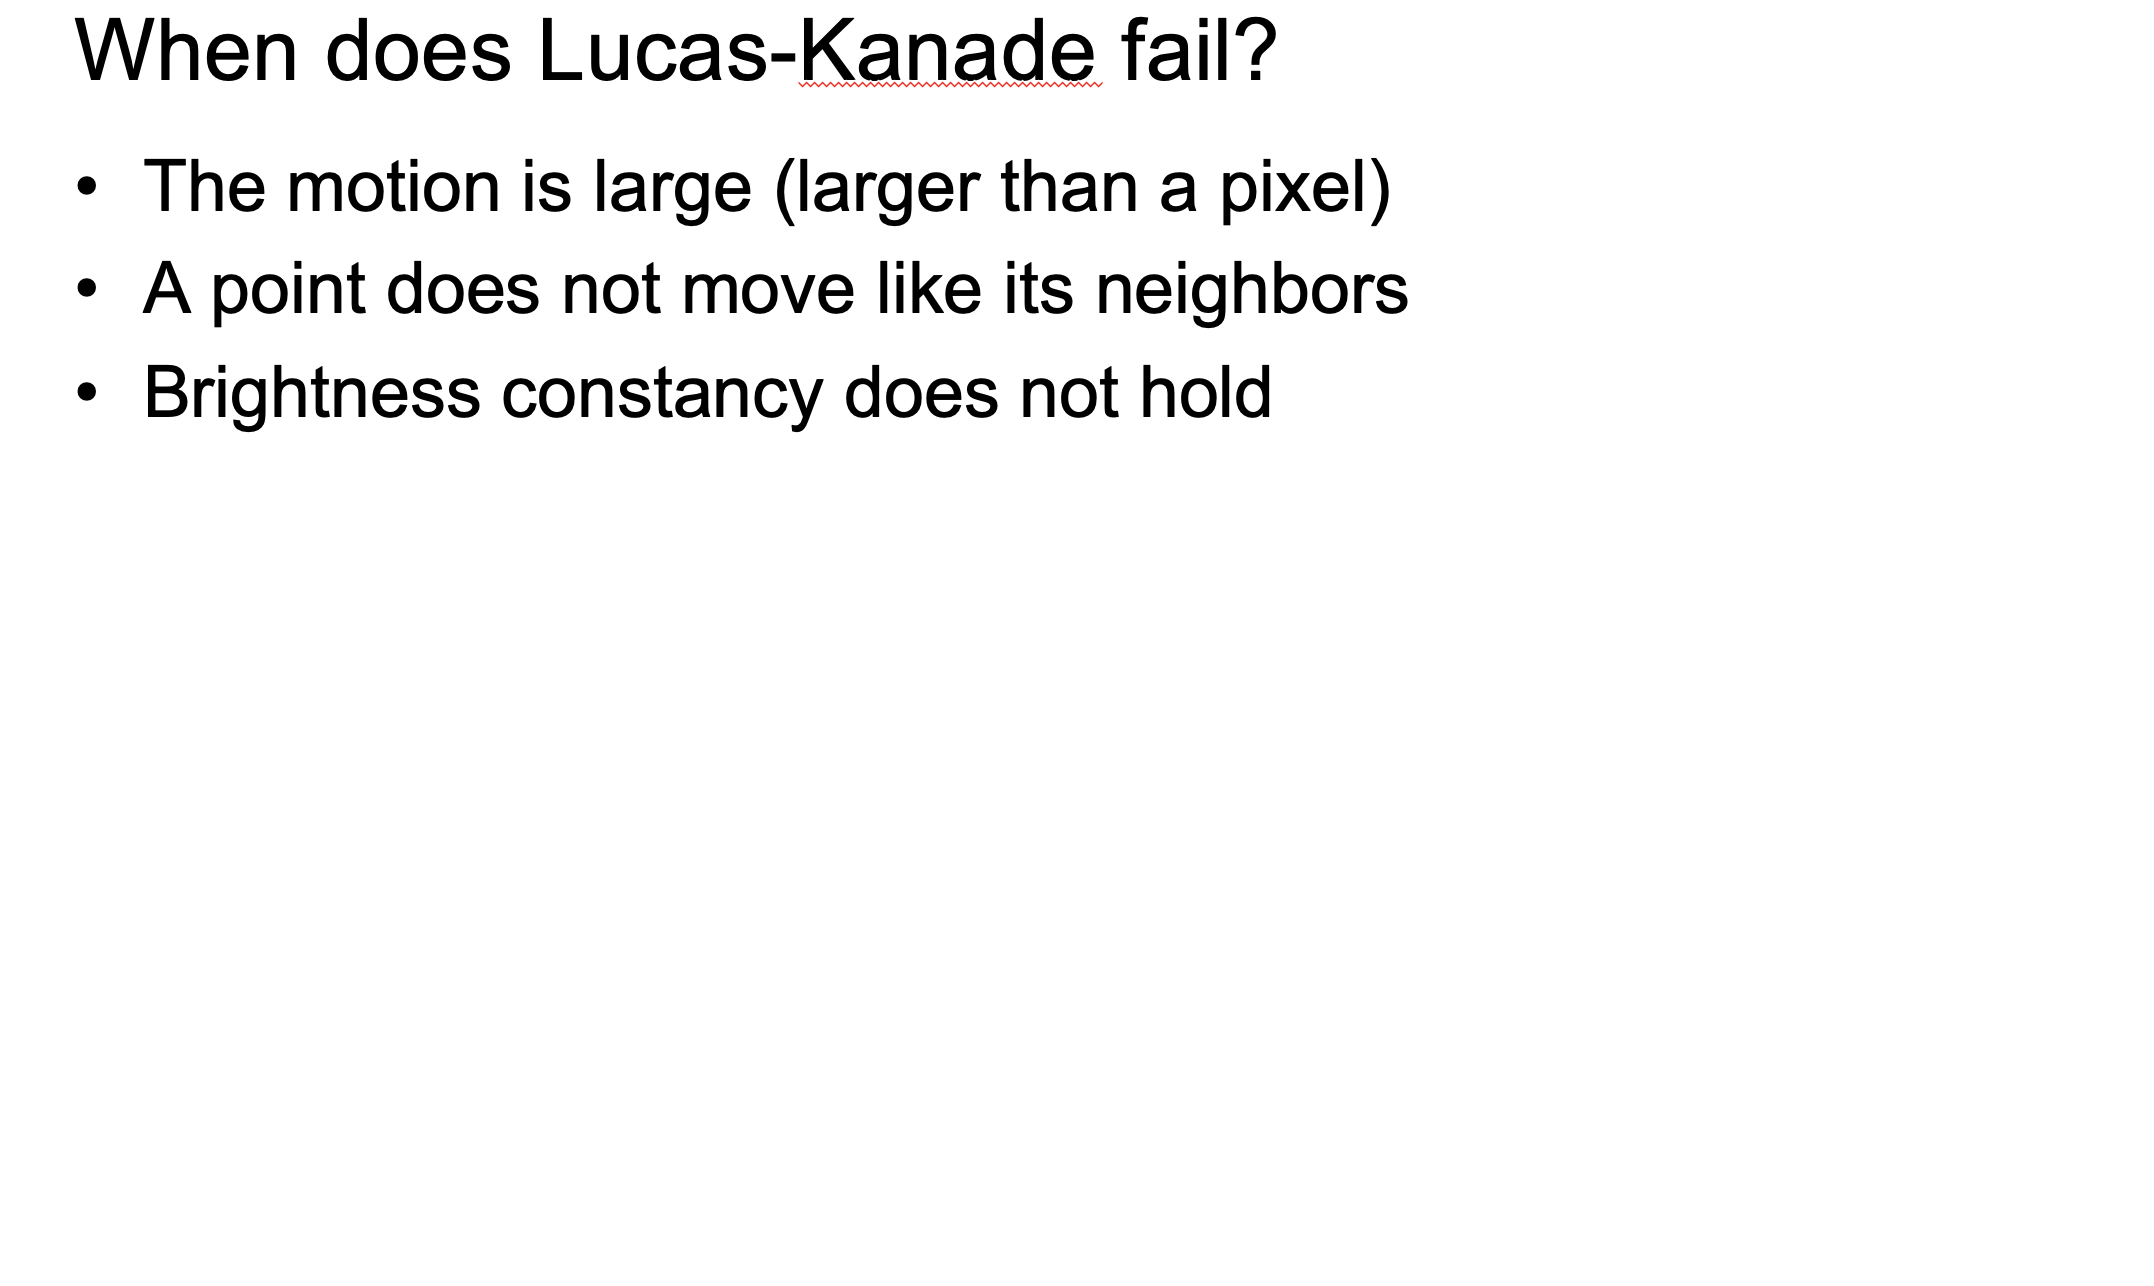 When does Lucas-Kanade fail?
• The motion is large (larger than a pixel)
• A point does not move like its neighbors
• Brightness constancy does not hold